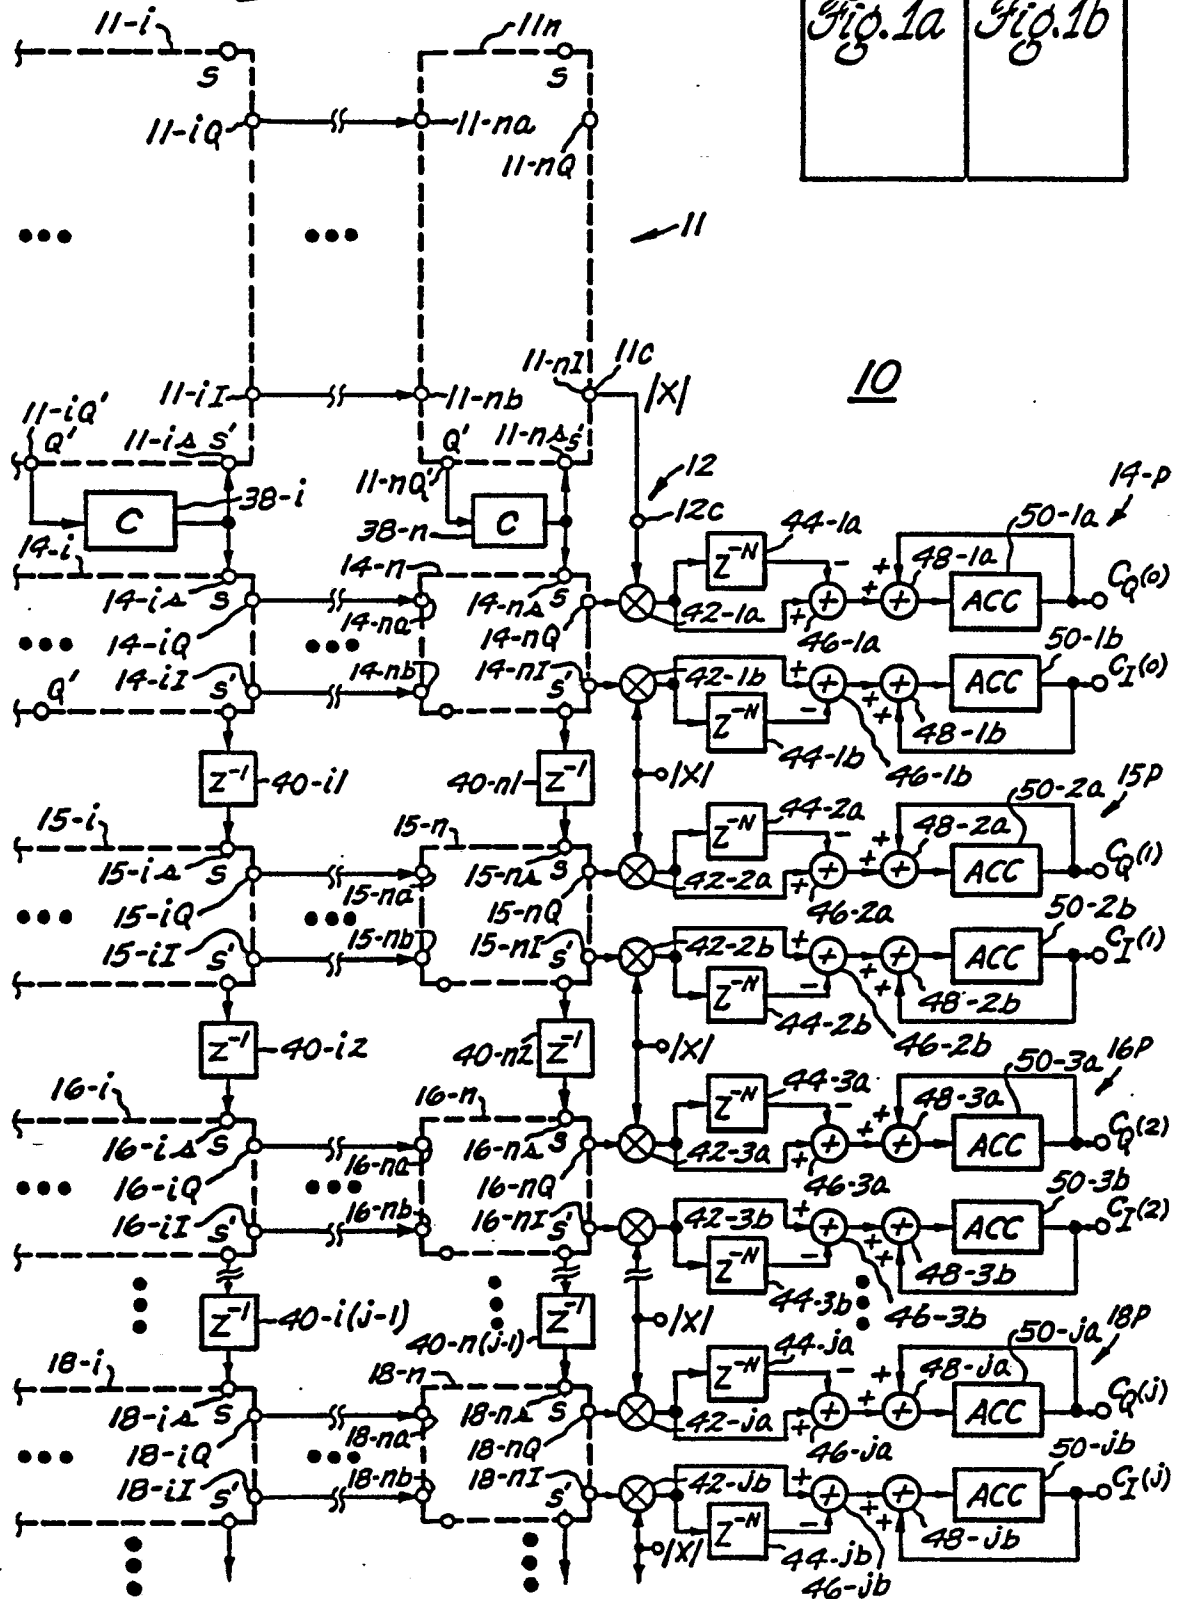 Fig.1a Fig.1b
11-i 11n
S S
11-iQ 11-na
11-nQ
11
11-nI 11c
10
11-iI 11-nb |X|
11-iQ'
Q' 11-is S' Q' 11-ns S'
11-nQ' 12
38-i C C 12c 14-p
38-n 50-1a
14-i 14-n Z⁻ᴺ 44-1a
14-is S 14-ns S - + 48-1a
14-na 42-1a + + + ACC C_Q(0)
14-iQ 14-nQ 46-1a
50-1b
14-iI 14-nb 14-nI 42-1b + + + ACC C_I(0)
Q' S' S' Z⁻ᴺ - + + 48-1b
44-1b 46-1b
Z⁻¹ 40-i1 40-n1 Z⁻¹ |X|
50-2a 15p
15-i 15-n Z⁻ᴺ 44-2a
- + 48-2a
15-is S 15-na 15-ns S 42-2a + + + + ACC C_Q(1)
15-iQ 15-nQ 46-2a
50-2b
15-iI S' 15-nb 15-nI S' 42-2b + + + ACC C_I(1)
Z⁻ᴺ - + + 48-2b
44-2b 46-2b
Z⁻¹ 40-i2 40-n2 Z⁻¹ |X|
50-3a 16p
16-i 16-n Z⁻ᴺ 44-3a
- + 48-3a
16-is S 16-na 16-ns S 42-3a + + + + ACC C_Q(2)
16-iQ 16-nQ 46-3a
50-3b
16-iI S' 16-nb 16-nI S' 42-3b + + + ACC C_I(2)
Z⁻ᴺ - + + 48-3b
44-3b 46-3b
Z⁻¹ 40-i(j-1) 40-n(j-1) Z⁻¹ |X|
50-ja 18p
18-i 18-n Z⁻ᴺ 44-ja
- + 48-ja
18-is S 18-na 18-ns S 42-ja + + + + ACC C_Q(j)
18-iQ 18-nQ 46-ja
50-jb
18-iI S' 18-nb 18-nI S' 42-jb + + + ACC C_I(j)
Z⁻ᴺ - + + 48-jb
|X| 44-jb
46-jb